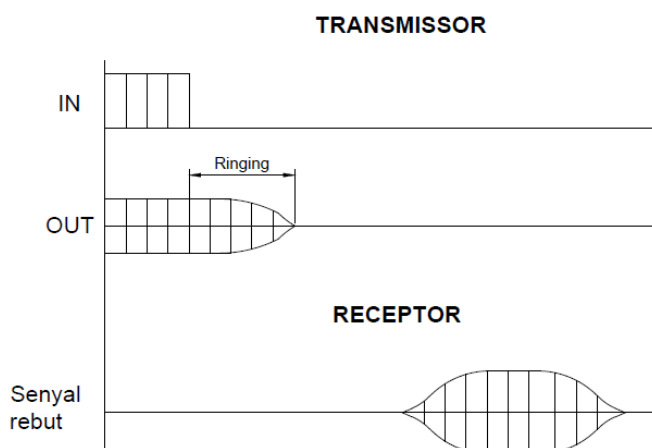 TRANSMISSOR
IN
Ringing
OUT
RECEPTOR
Senyal
rebut